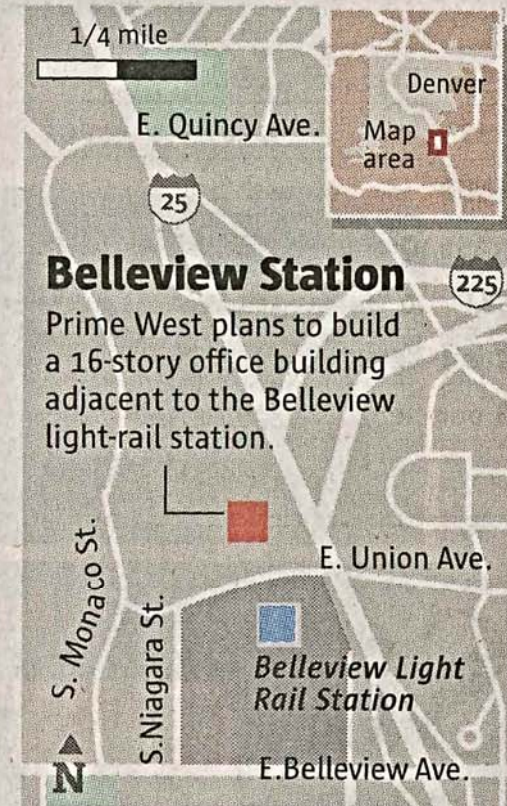 1/4 mile
Denver
E. Quincy Ave.
Map
area
25
Belleview Station
225
Prime West plans to build
a 16-story office building
adjacent to the Belleview
light-rail station.
E. Union Ave.
S. Monaco St.
S.Niagara St.
Belleview Light
Rail Station
N
E.Belleview Ave.